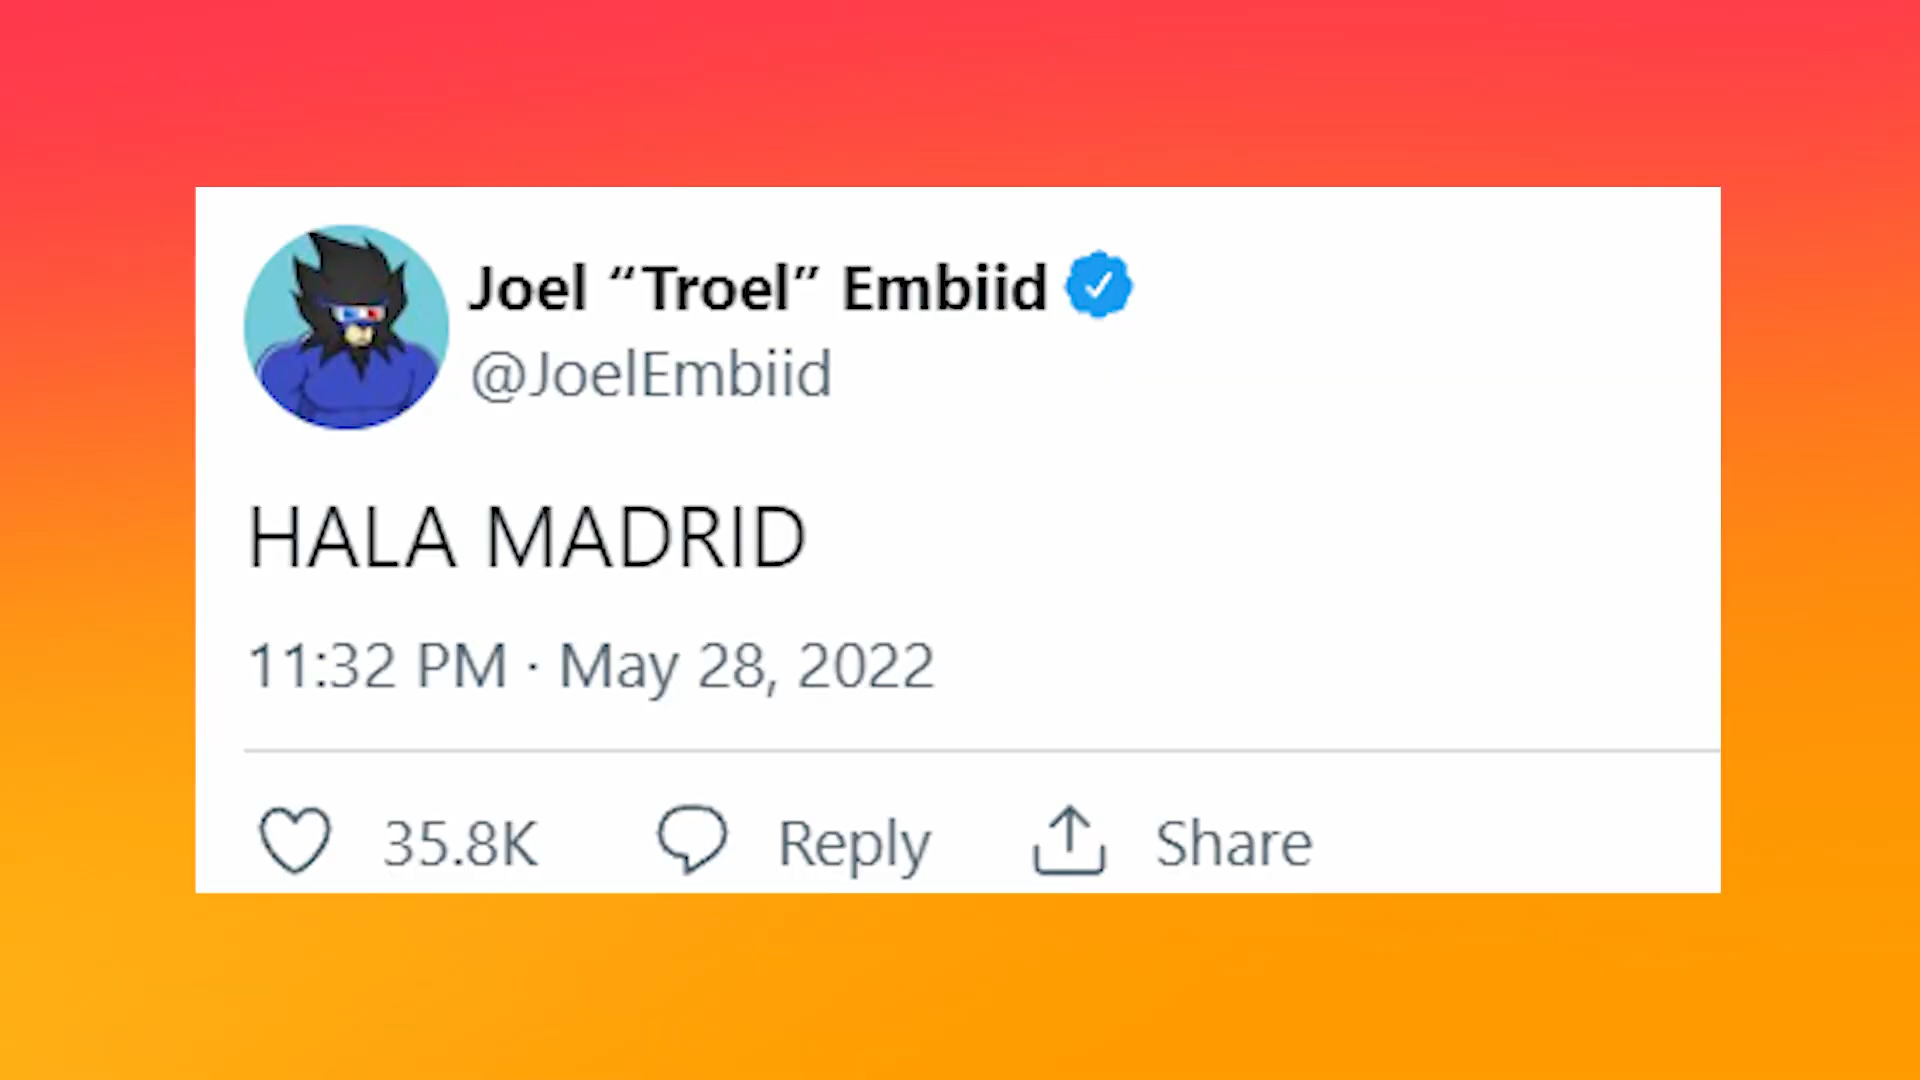 Joel “Troel” Embiid
@JoelEmbiid
HALA MADRID
11:32 PM · May 28, 2022
35.8K Reply Share